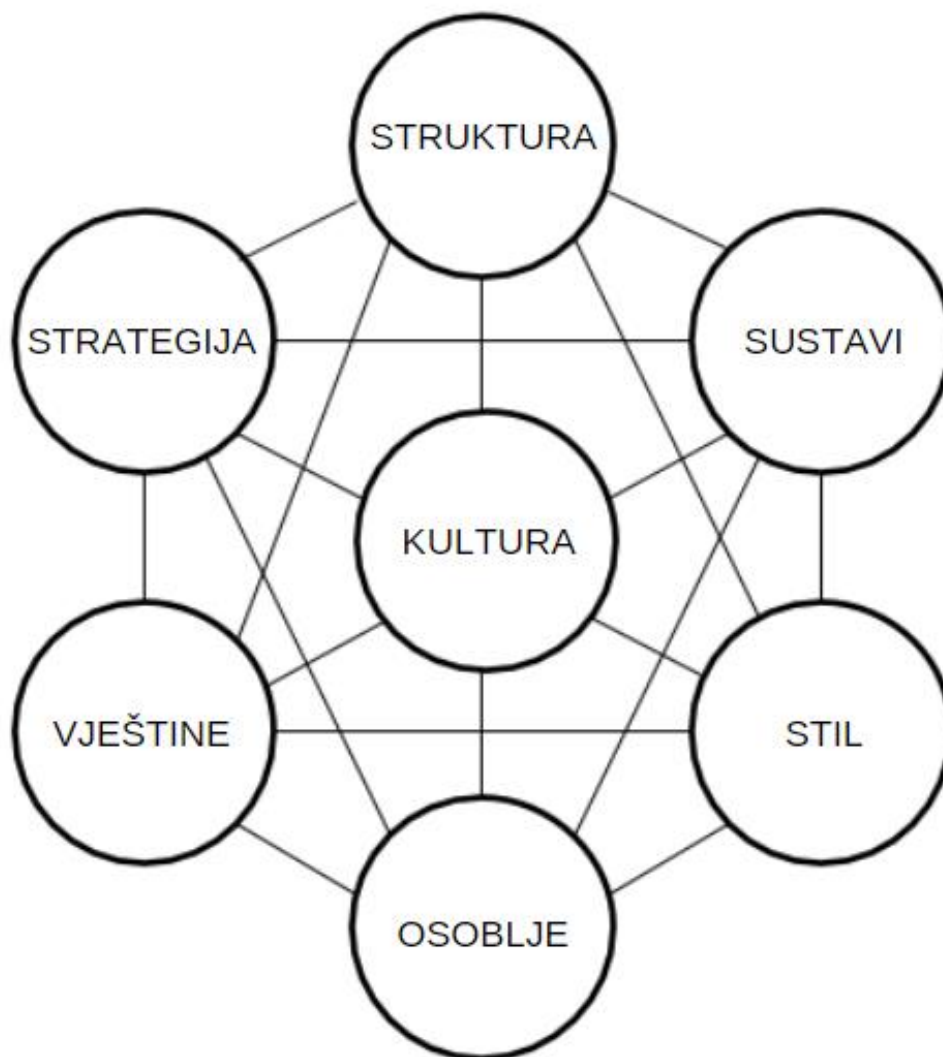 STRUKTURA
STRATEGIJA
SUSTAVI
KULTURA
VJEŠTINE
STIL
OSOBLJE